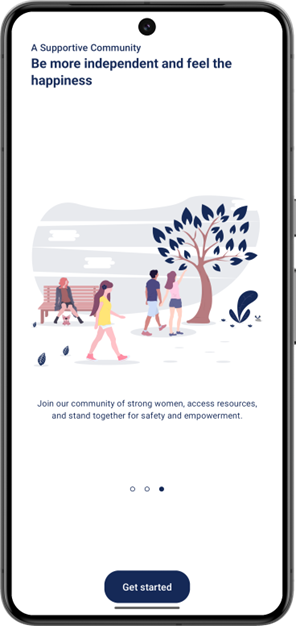 A Supportive Community
Be more independent and feel the
happiness
Join our community of strong women, access resources,
and stand together for safety and empowerment.
Get started